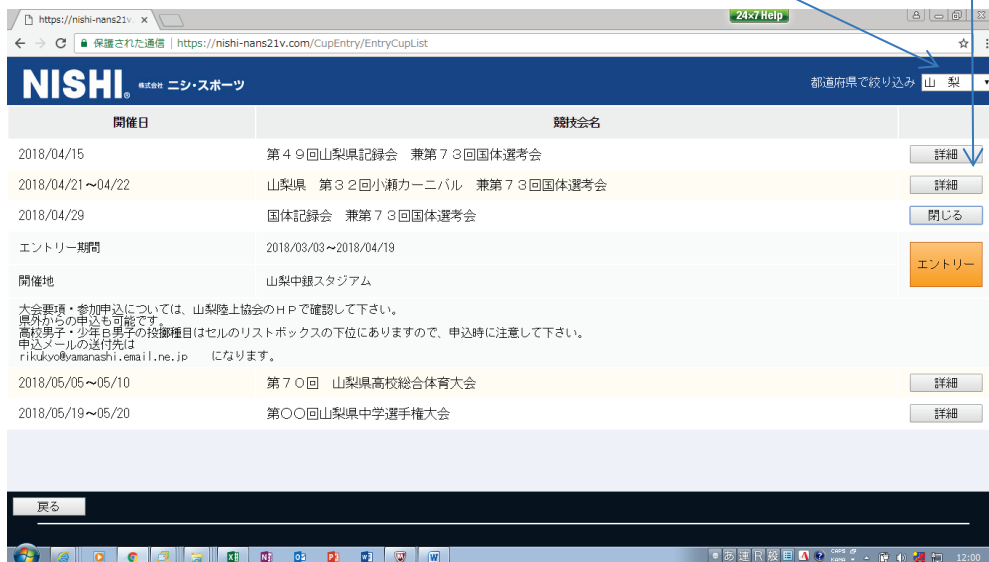 https://nishi-nans21v. ×
24×7 Help
保護された通信 | https://nishi-nans21v.com/CupEntry/EntryCupList
NISHI® 株式会社 ニシ・スポーツ
都道府県で絞り込み 山 梨
開催日 競技会名
2018/04/15 第49回山梨県記録会 兼第73回国体選考会 詳細
2018/04/21~04/22 山梨県 第32回小瀬カーニバル 兼第73回国体選考会 詳細
2018/04/29 国体記録会 兼第73回国体選考会 閉じる
エントリー期間 2018/03/03~2018/04/19
エントリー
開催地 山梨中銀スタジアム
大会要項・参加申込については、山梨陸上協会のHPで確認して下さい。
県外からの申込も可能です。
高校男子・少年B男子の投擲種目はセルのリストボックスの下位にありますので、申込時に注意して下さい。
申込メールの送付先は
rikukyo@yamanashi.email.ne.jp になります。
2018/05/05~05/10 第70回 山梨県高校総合体育大会 詳細
2018/05/19~05/20 第〇〇回山梨県中学選手権大会 詳細
戻る
あ 連 R 般 A CAPS KANA 12:00